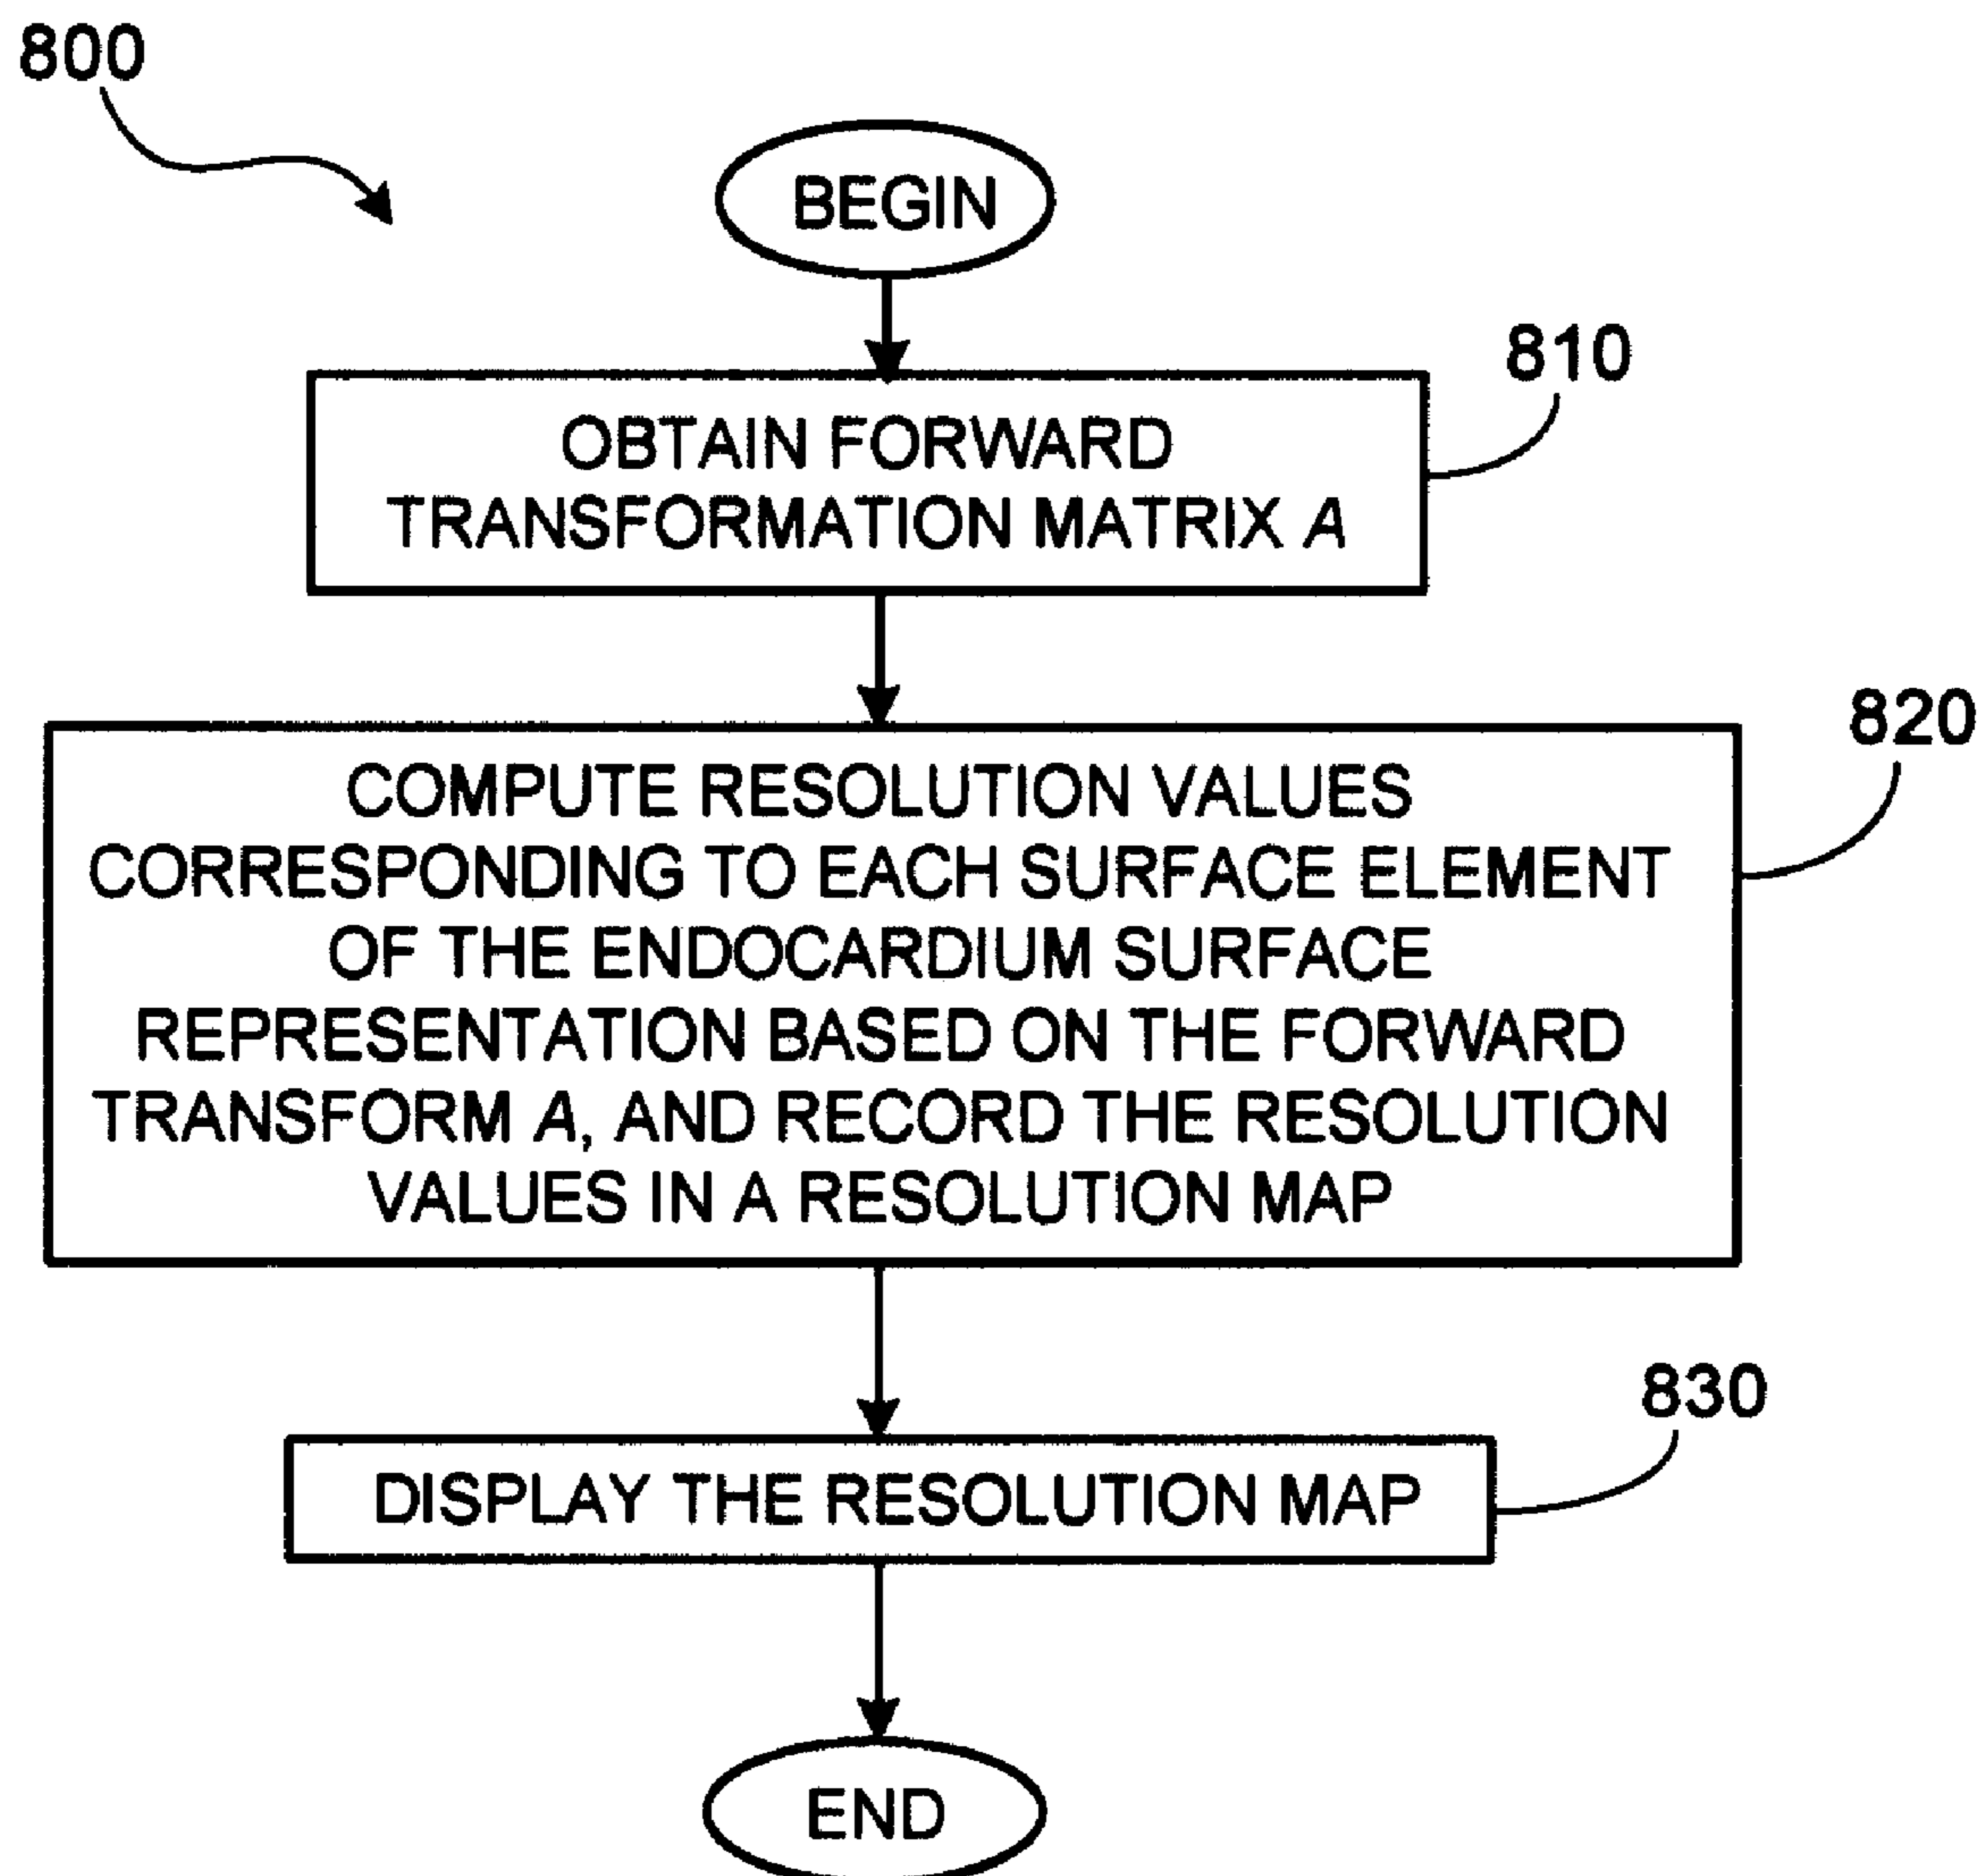 800
BEGIN
810
OBTAIN FORWARD
TRANSFORMATION MATRIX A
820
COMPUTE RESOLUTION VALUES
CORRESPONDING TO EACH SURFACE ELEMENT
OF THE ENDOCARDIUM SURFACE
REPRESENTATION BASED ON THE FORWARD
TRANSFORM A, AND RECORD THE RESOLUTION
VALUES IN A RESOLUTION MAP
830
DISPLAY THE RESOLUTION MAP
END